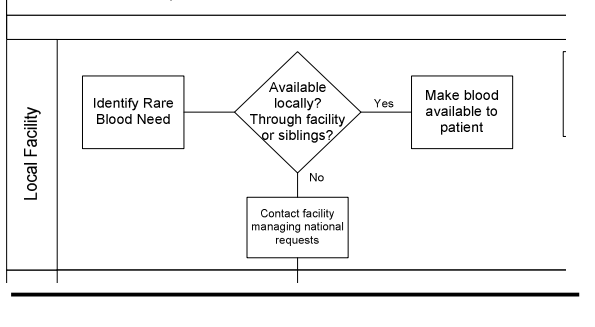 Local Facility
Identify Rare
Blood Need
Available
locally?
Through facility
or siblings?
Yes
Make blood
available to
patient
No
Contact facility
managing national
requests